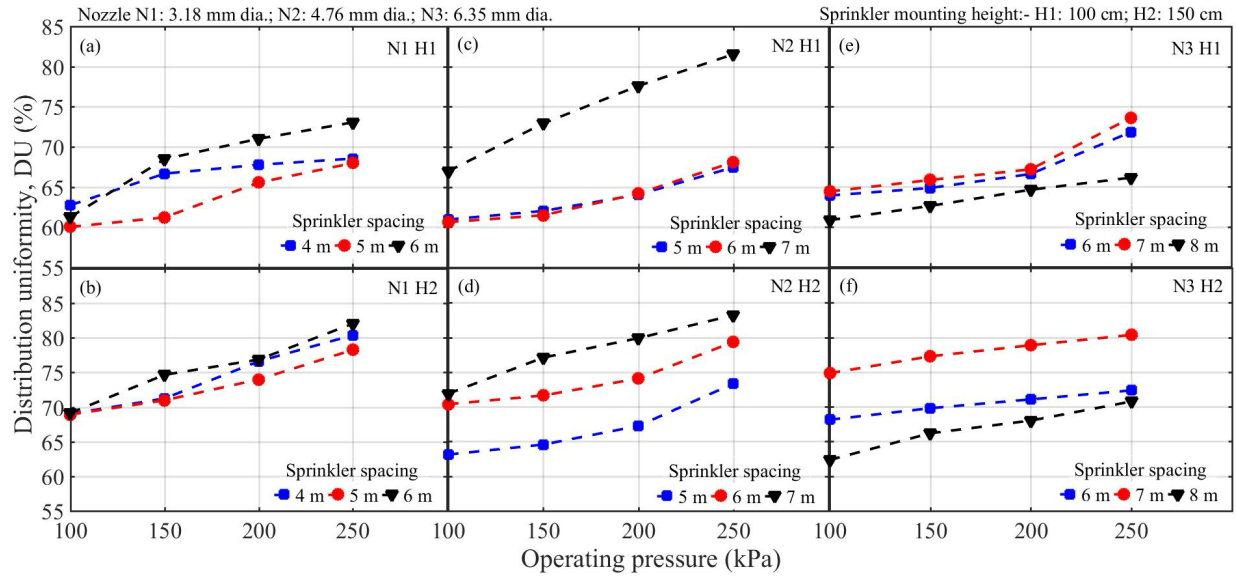 Nozzle N1: 3.18 mm dia.; N2: 4.76 mm dia.; N3: 6.35 mm dia.
Sprinkler mounting height:- H1: 100 cm; H2: 150 cm
Distribution uniformity, DU (%)
85
80
75
70
65
60
55
(a)
N1 H1
Sprinkler spacing
4 m 5 m 6 m
(c)
N2 H1
Sprinkler spacing
5 m 6 m 7 m
(e)
N3 H1
Sprinkler spacing
6 m 7 m 8 m
85
80
75
70
65
60
55
(b)
N1 H2
Sprinkler spacing
4 m 5 m 6 m
(d)
N2 H2
Sprinkler spacing
5 m 6 m 7 m
(f)
N3 H2
Sprinkler spacing
6 m 7 m 8 m
100 150 200 250 100 150 200 250 100 150 200 250
Operating pressure (kPa)